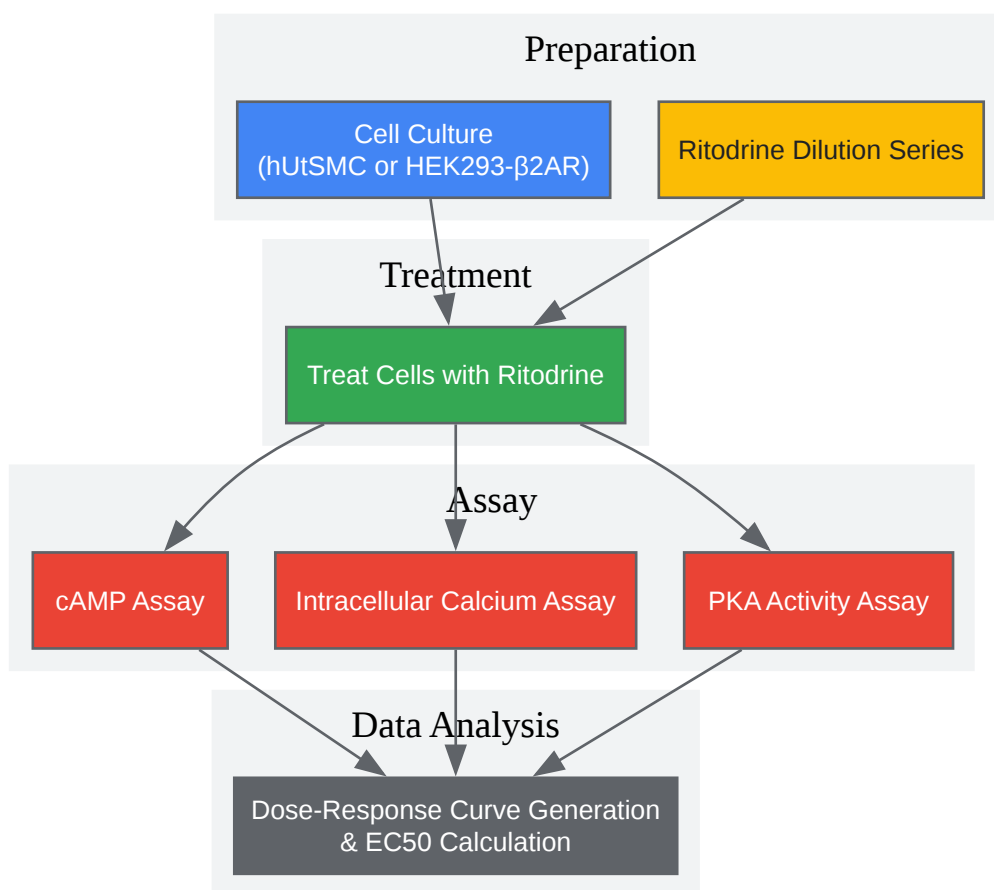 Preparation
Cell Culture
(hUtSMC or HEK293-β2AR)
Ritodrine Dilution Series
Treatment
Treat Cells with Ritodrine
Assay
cAMP Assay
Intracellular Calcium Assay
PKA Activity Assay
Data Analysis
Dose-Response Curve Generation
& EC50 Calculation